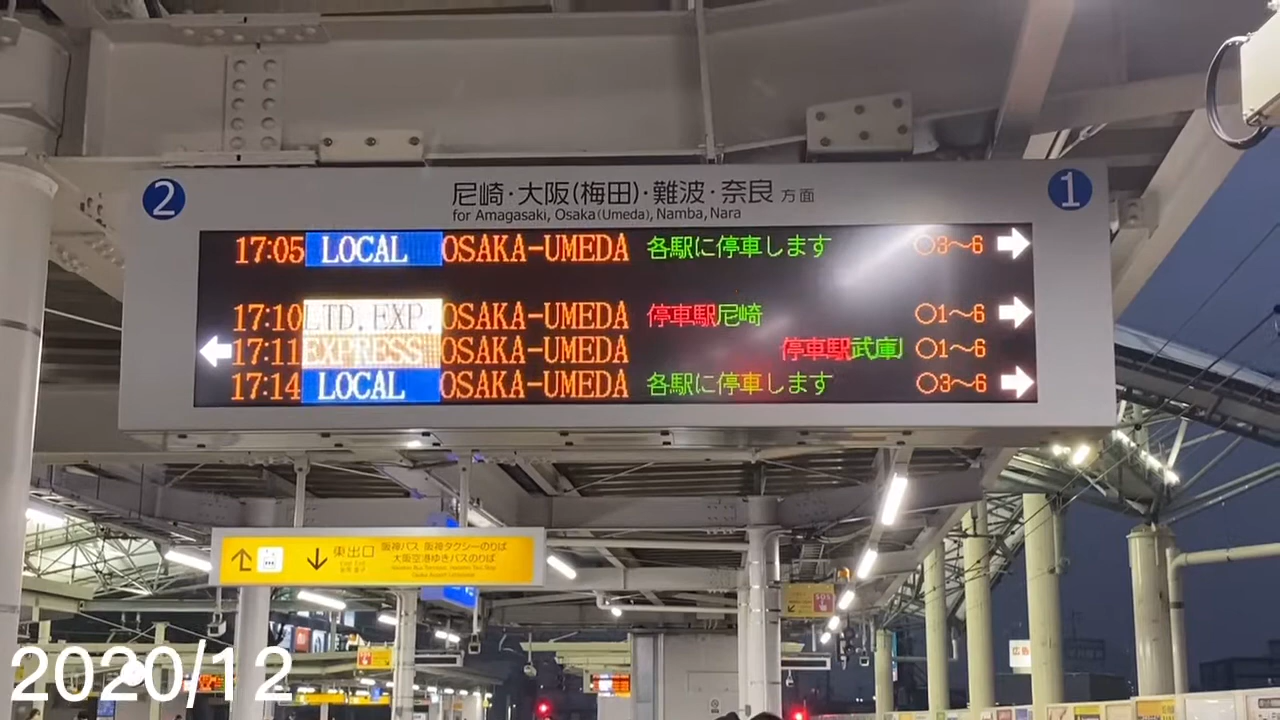 2
尼崎・大阪(梅田)・難波・奈良 方面
1
for Amagasaki, Osaka(Umeda), Namba, Nara
17:05 LOCAL OSAKA-UMEDA 各駅に停車します ○3〜6
17:10 LTD.EXP. OSAKA-UMEDA 停車駅尼崎 ○1〜6
17:11 EXPRESS OSAKA-UMEDA 停車駅武庫 ○1〜6
17:14 LOCAL OSAKA-UMEDA 各駅に停車します ○3〜6
東出口
阪神バス 阪神タクシーのりば
大阪空港ゆきバスのりば
SOS
広告
2020/12